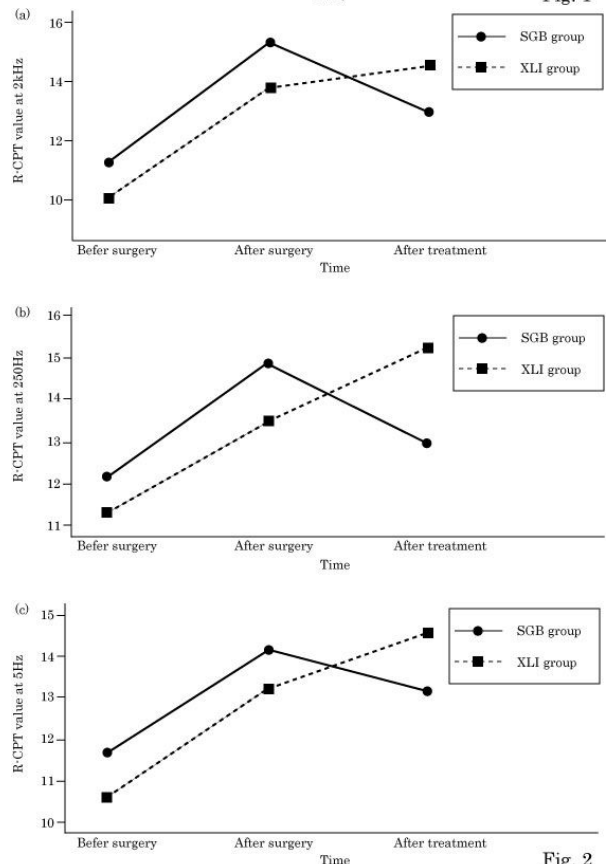 Fig. 1
(a)
16
14
12
10
R·CPT value at 2kHz
SGB group
XLI group
Befer surgery After surgery After treatment
Time
(b)
16
15
14
13
12
11
R·CPT value at 250Hz
SGB group
XLI group
Befer surgery After surgery After treatment
Time
(c)
15
14
13
12
11
10
R·CPT value at 5Hz
SGB group
XLI group
Befer surgery After surgery After treatment
Time
Fig. 2